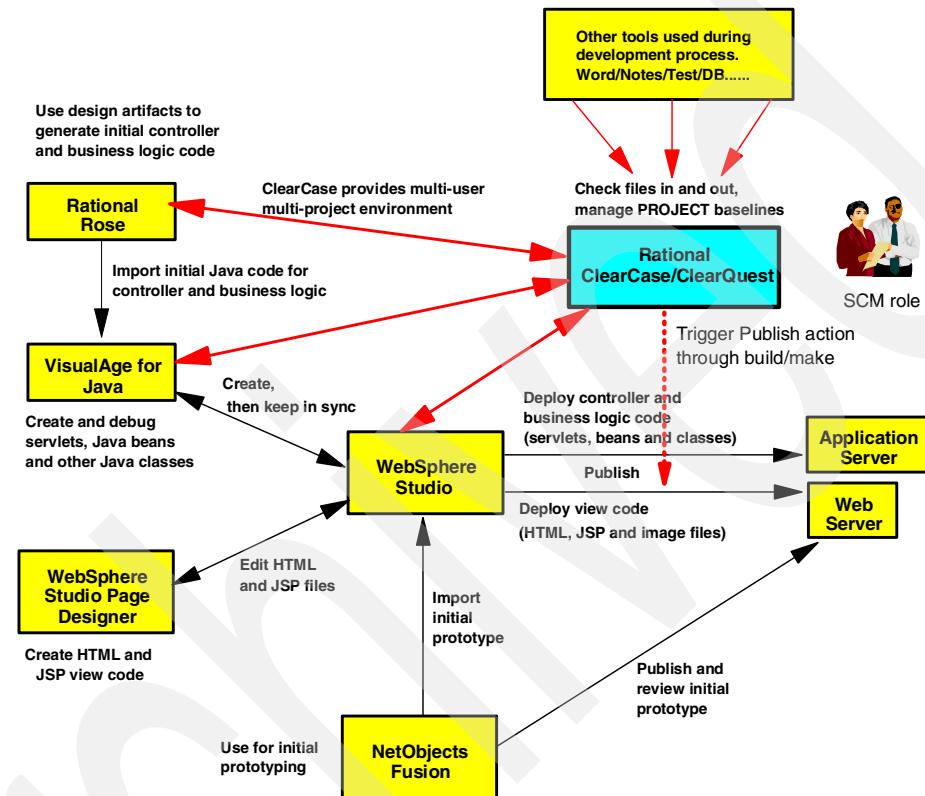 Other tools used during
development process.
Word/Notes/Test/DB......
Use design artifacts to
generate initial controller
and business logic code
ClearCase provides multi-user
multi-project environment
Check files in and out,
manage PROJECT baselines
Rational
Rose
Rational
ClearCase/ClearQuest
SCM role
Import initial Java code for
controller and business logic
Trigger Publish action
through build/make
VisualAge for
Java
Create,
then keep in sync
Create and debug
servlets, Java beans
and other Java classes
Deploy controller and
business logic code
(servlets, beans and classes)
Application
Server
WebSphere
Studio
Publish
Deploy view code
(HTML, JSP and image files)
Web
Server
WebSphere
Studio Page
Designer
Edit HTML
and JSP files
Create HTML and
JSP view code
Import
initial
prototype
Publish and
review initial
prototype
Use for initial
prototyping
NetObjects
Fusion